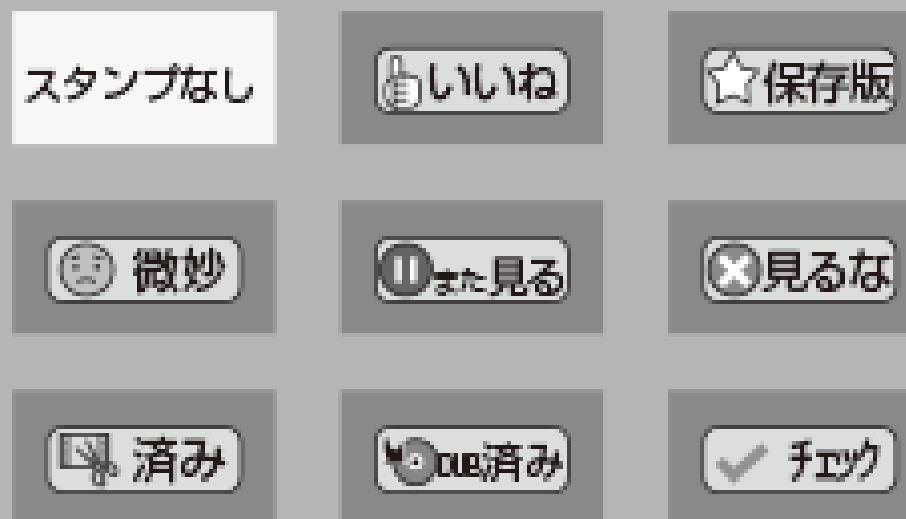 スタンプなし
いいね
保存版
微妙
また見る
見るな
済み
DUB済み
チェック